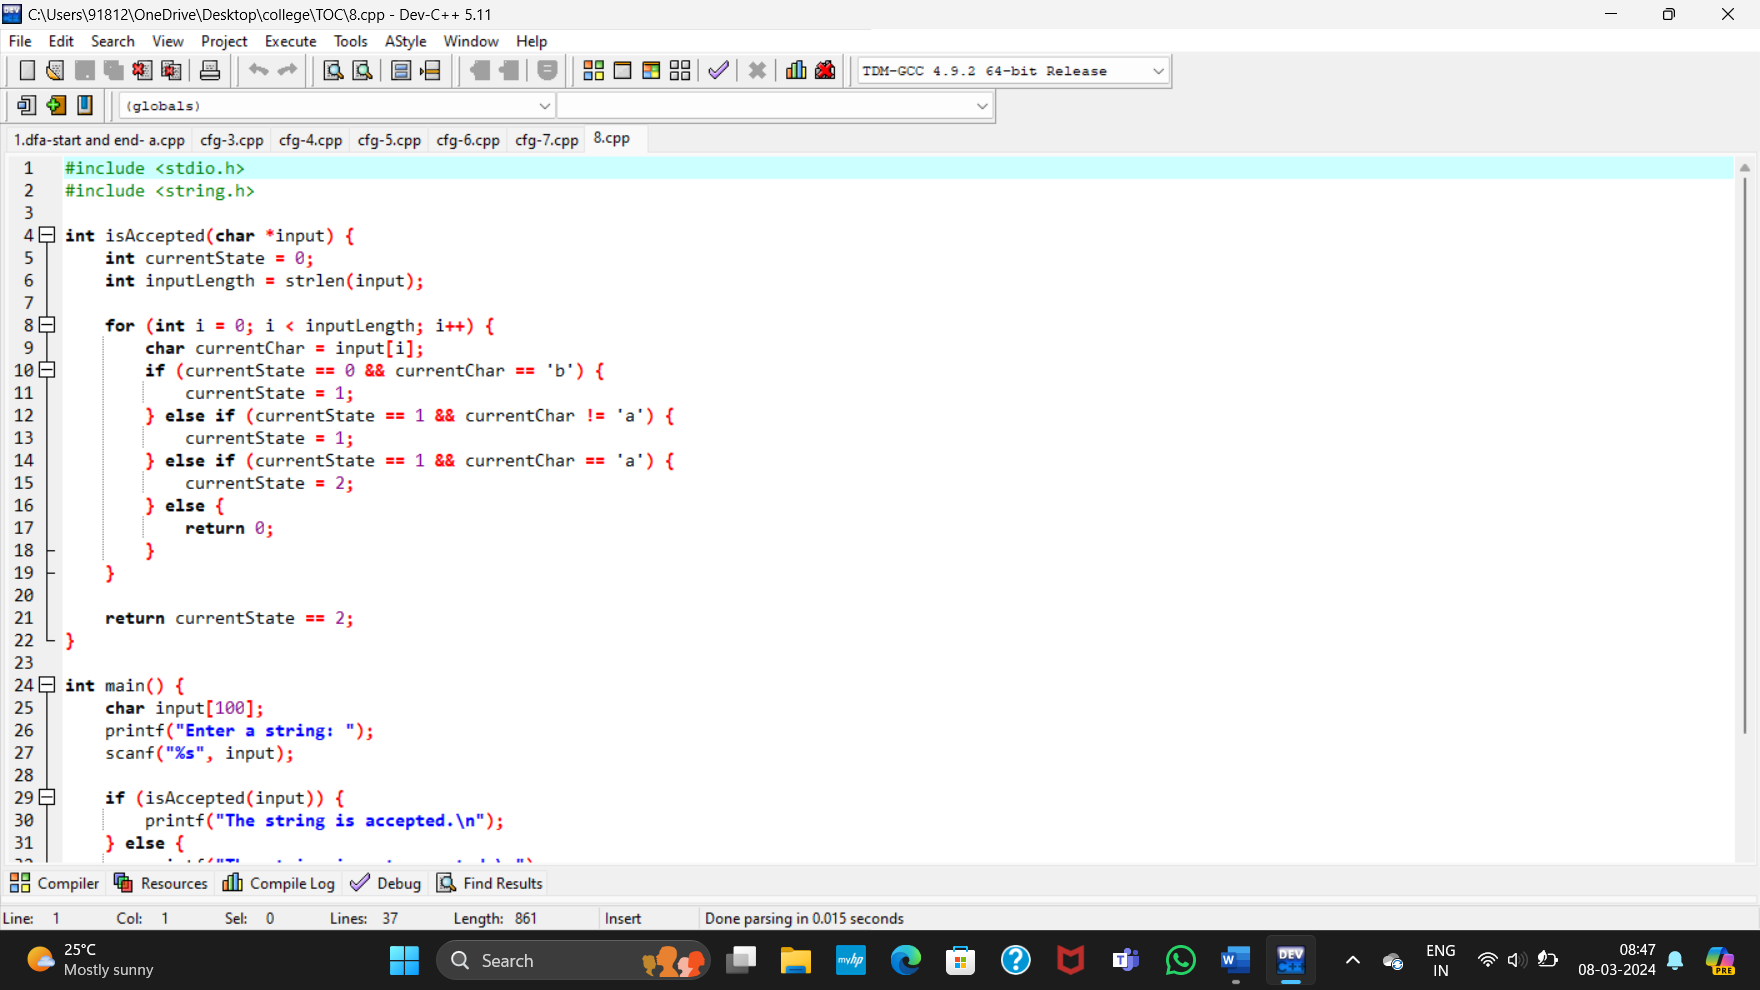 C:\Users\91812\OneDrive\Desktop\college\TOC\8.cpp - Dev-C++ 5.11
File Edit Search View Project Execute Tools AStyle Window Help
TDM-GCC 4.9.2 64-bit Release
(globals)
1.dfa-start and end- a.cpp cfg-3.cpp cfg-4.cpp cfg-5.cpp cfg-6.cpp cfg-7.cpp 8.cpp
1 #include <stdio.h>
2 #include <string.h>
3
4 int isAccepted(char *input) {
5 int currentState = 0;
6 int inputLength = strlen(input);
7
8 for (int i = 0; i < inputLength; i++) {
9 char currentChar = input[i];
10 if (currentState == 0 && currentChar == 'b') {
11 currentState = 1;
12 } else if (currentState == 1 && currentChar != 'a') {
13 currentState = 1;
14 } else if (currentState == 1 && currentChar == 'a') {
15 currentState = 2;
16 } else {
17 return 0;
18 }
19 }
20
21 return currentState == 2;
22 }
23
24 int main() {
25 char input[100];
26 printf("Enter a string: ");
27 scanf("%s", input);
28
29 if (isAccepted(input)) {
30 printf("The string is accepted.\n");
31 } else {
Compiler Resources Compile Log Debug Find Results
Line: 1 Col: 1 Sel: 0 Lines: 37 Length: 861 Insert Done parsing in 0.015 seconds
25°C
Mostly sunny
Search
myhp
DEV
C++
ENG
IN
08:47
08-03-2024
PRE